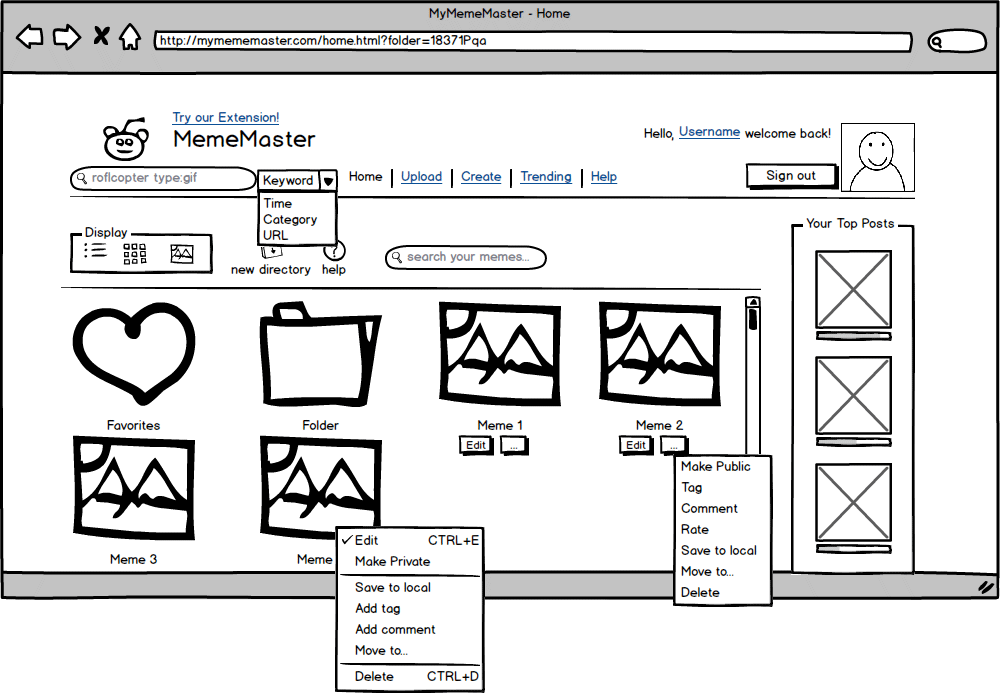 MyMemeMaster - Home
http://mymememaster.com/home.html?folder=18371Pqa
Try our Extension!
MemeMaster
Hello, Username welcome back!
roflcopter type:gif
Keyword
Home
Upload
Create
Trending
Help
Sign out
Time
Category
URL
Display
new directory
help
search your memes...
Your Top Posts
Favorites
Folder
Meme 1
Meme 2
Edit
...
Edit
...
Make Public
Tag
Comment
Rate
Save to local
Move to...
Delete
Meme 3
Meme
Edit CTRL+E
Make Private
Save to local
Add tag
Add comment
Move to...
Delete CTRL+D